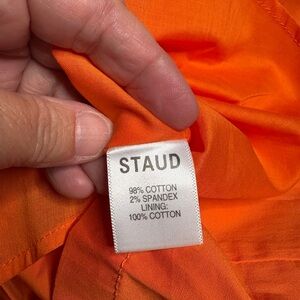 STAUD
98% COTTON
2% SPANDEX
LINING:
100% COTTON